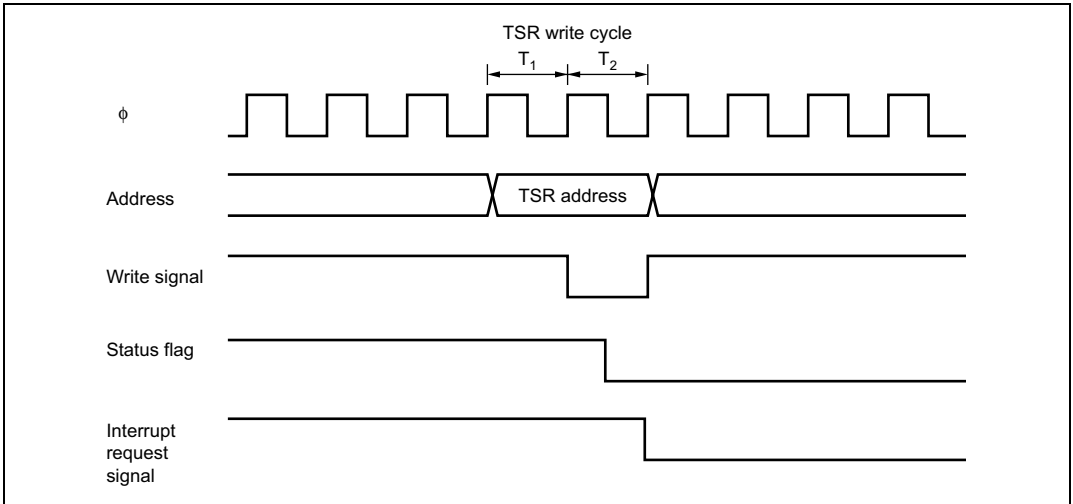 TSR write cycle
T₁ T₂
ϕ
Address
TSR address
Write signal
Status flag
Interrupt
request
signal